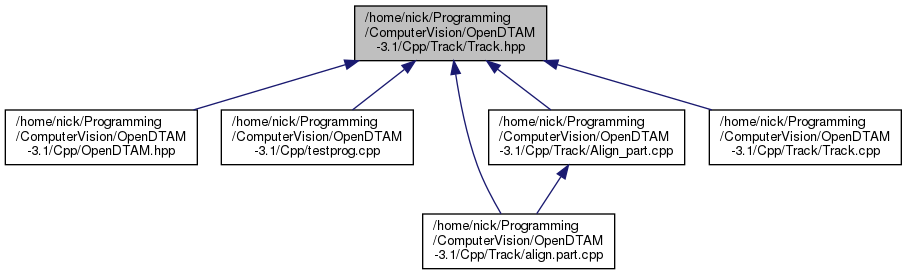 /home/nick/Programming
/ComputerVision/OpenDTAM
-3.1/Cpp/Track/Track.hpp
/home/nick/Programming
/ComputerVision/OpenDTAM
-3.1/Cpp/OpenDTAM.hpp
/home/nick/Programming
/ComputerVision/OpenDTAM
-3.1/Cpp/testprog.cpp
/home/nick/Programming
/ComputerVision/OpenDTAM
-3.1/Cpp/Track/Align_part.cpp
/home/nick/Programming
/ComputerVision/OpenDTAM
-3.1/Cpp/Track/Track.cpp
/home/nick/Programming
/ComputerVision/OpenDTAM
-3.1/Cpp/Track/align.part.cpp